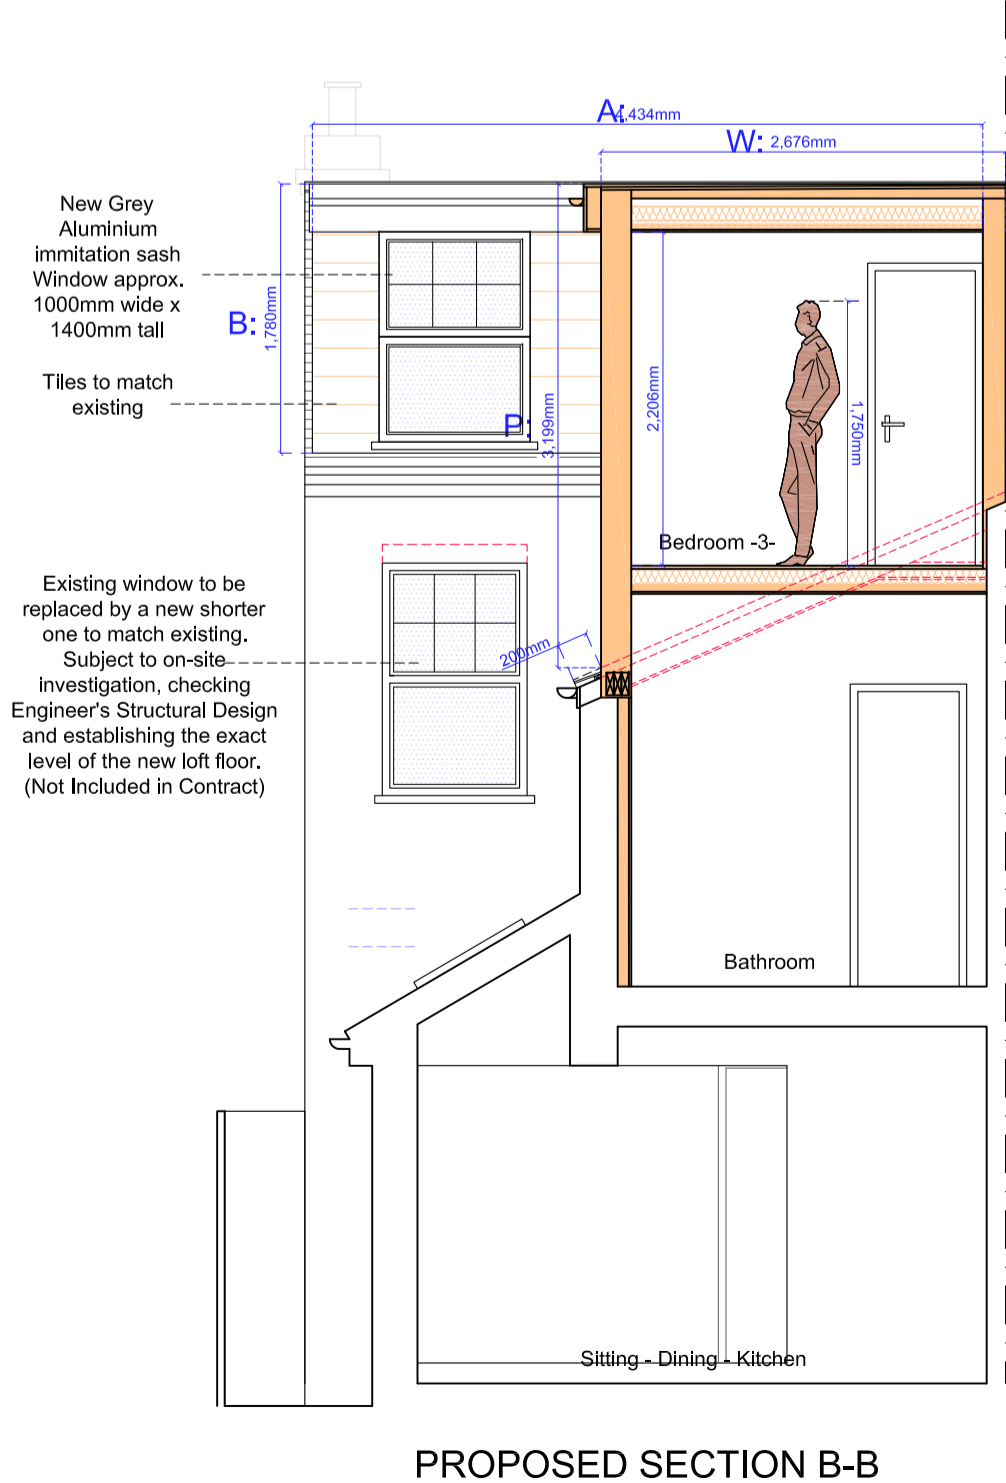 A:
4,434mm
W: 2,676mm
New Grey
Aluminium
immitation sash
Window approx.
1000mm wide x
1400mm tall
B:
1,780mm
Tiles to match
existing
P:
3,199mm
2,206mm
1,750mm
Bedroom -3-
Existing window to be
replaced by a new shorter
one to match existing.
Subject to on-site
investigation, checking
Engineer's Structural Design
and establishing the exact
level of the new loft floor.
(Not Included in Contract)
200mm
Bathroom
Sitting - Dining - Kitchen
PROPOSED SECTION B-B